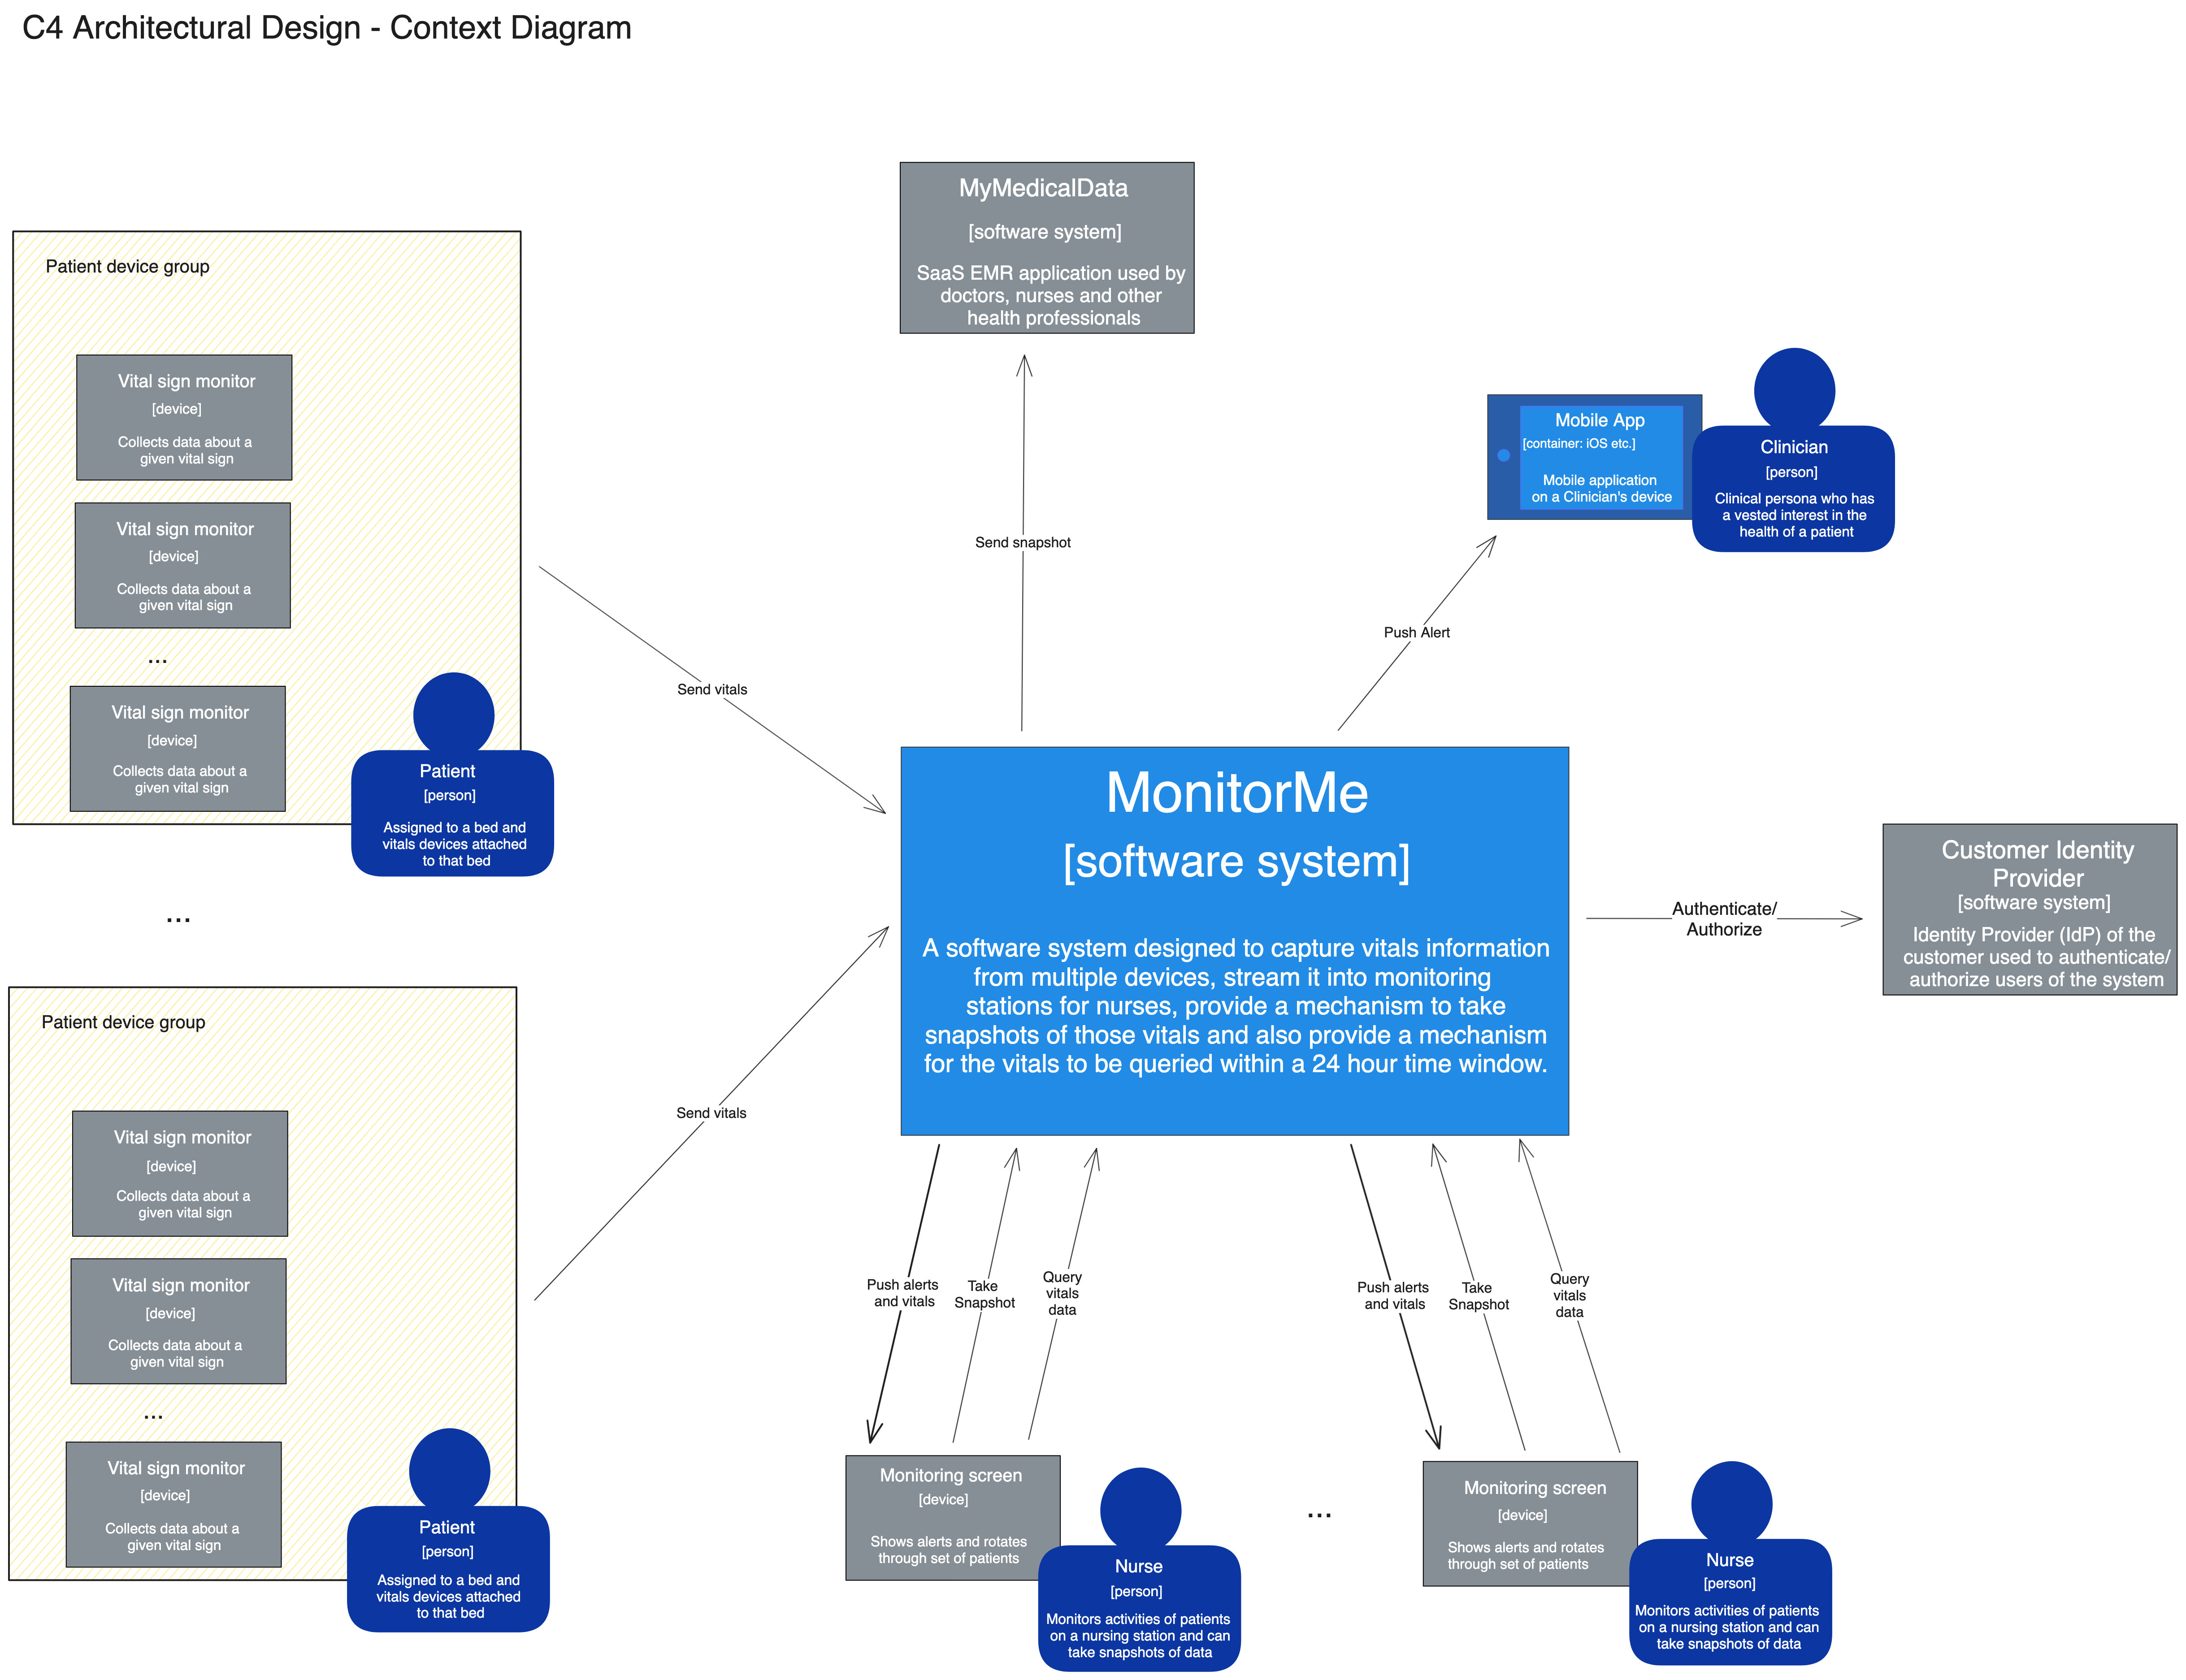 C4 Architectural Design - Context Diagram
MyMedicalData
[software system]
SaaS EMR application used by
doctors, nurses and other
health professionals
Patient device group
Vital sign monitor
[device]
Collects data about a
given vital sign
Vital sign monitor
[device]
Collects data about a
given vital sign
...
Vital sign monitor
[device]
Collects data about a
given vital sign
Patient
[person]
Assigned to a bed and
vitals devices attached
to that bed
Mobile App
[container: iOS etc.]
Mobile application
on a Clinician's device
Clinician
[person]
Clinical persona who has
a vested interest in the
health of a patient
Send snapshot
Push Alert
Send vitals
MonitorMe
[software system]
A software system designed to capture vitals information
from multiple devices, stream it into monitoring
stations for nurses, provide a mechanism to take
snapshots of those vitals and also provide a mechanism
for the vitals to be queried within a 24 hour time window.
Authenticate/
Authorize
Customer Identity
Provider
[software system]
Identity Provider (IdP) of the
customer used to authenticate/
authorize users of the system
...
Patient device group
Vital sign monitor
[device]
Collects data about a
given vital sign
Vital sign monitor
[device]
Collects data about a
given vital sign
...
Vital sign monitor
[device]
Collects data about a
given vital sign
Patient
[person]
Assigned to a bed and
vitals devices attached
to that bed
Send vitals
Push alerts
and vitals
Take
Snapshot
Query
vitals
data
Push alerts
and vitals
Take
Snapshot
Query
vitals
data
Monitoring screen
[device]
Shows alerts and rotates
through set of patients
Nurse
[person]
Monitors activities of patients
on a nursing station and can
take snapshots of data
...
Monitoring screen
[device]
Shows alerts and rotates
through set of patients
Nurse
[person]
Monitors activities of patients
on a nursing station and can
take snapshots of data